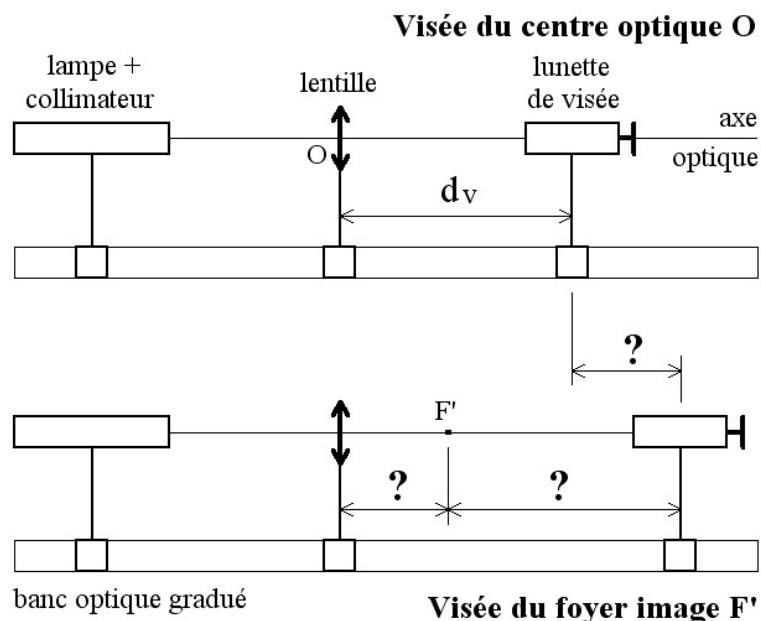 Visée du centre optique O
lampe +
collimateur
lentille
lunette
de visée
axe
optique
O
dv
?
F'
?
?
banc optique gradué
Visée du foyer image F'